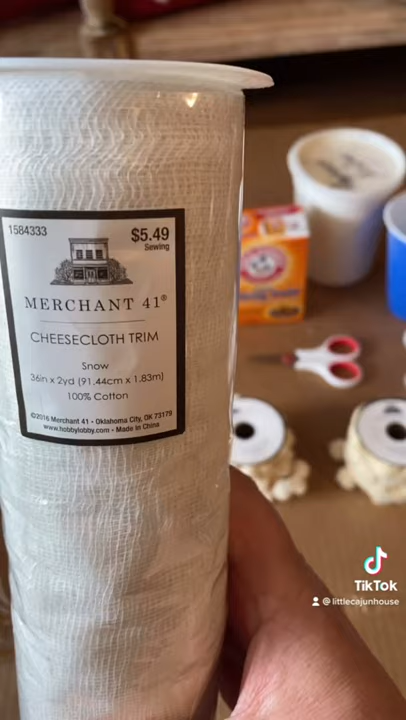 1584333
$5.49
Sewing
MERCHANT 41®
CHEESECLOTH TRIM
Snow
36in x 2yd (91.44cm x 1.83m)
100% Cotton
©2016 Merchant 41 • Oklahoma City, OK 73179
www.hobbylobby.com • Made in China
TikTok
@littlecajunhouse